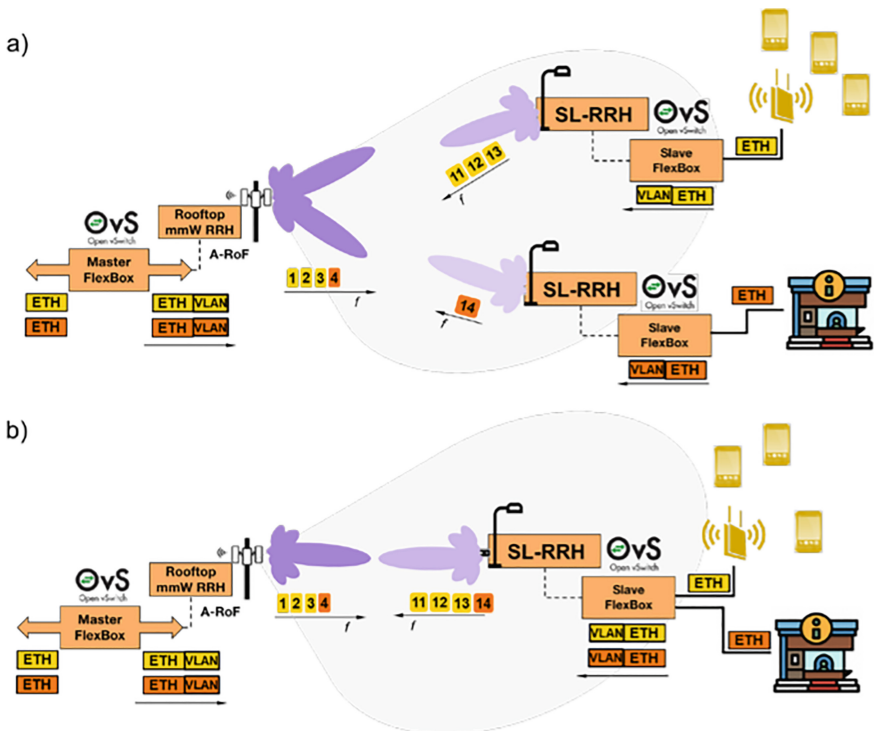 a)
SL-RRH
OvS
Open vSwitch
ETH
Slave
FlexBox
11 12 13
f
VLAN ETH
Rooftop
mmW RRH
A-RoF
OvS
Open vSwitch
Master
FlexBox
ETH
ETH
ETH VLAN
ETH VLAN
1 2 3 4
f
14
f
SL-RRH
OvS
Open vSwitch
ETH
Slave
FlexBox
VLAN ETH
b)
Rooftop
mmW RRH
A-RoF
OvS
Open vSwitch
Master
FlexBox
ETH
ETH
ETH VLAN
ETH VLAN
1 2 3 4
f
11 12 13 14
f
SL-RRH
OvS
Open vSwitch
Slave
FlexBox
ETH
ETH
VLAN ETH
VLAN ETH